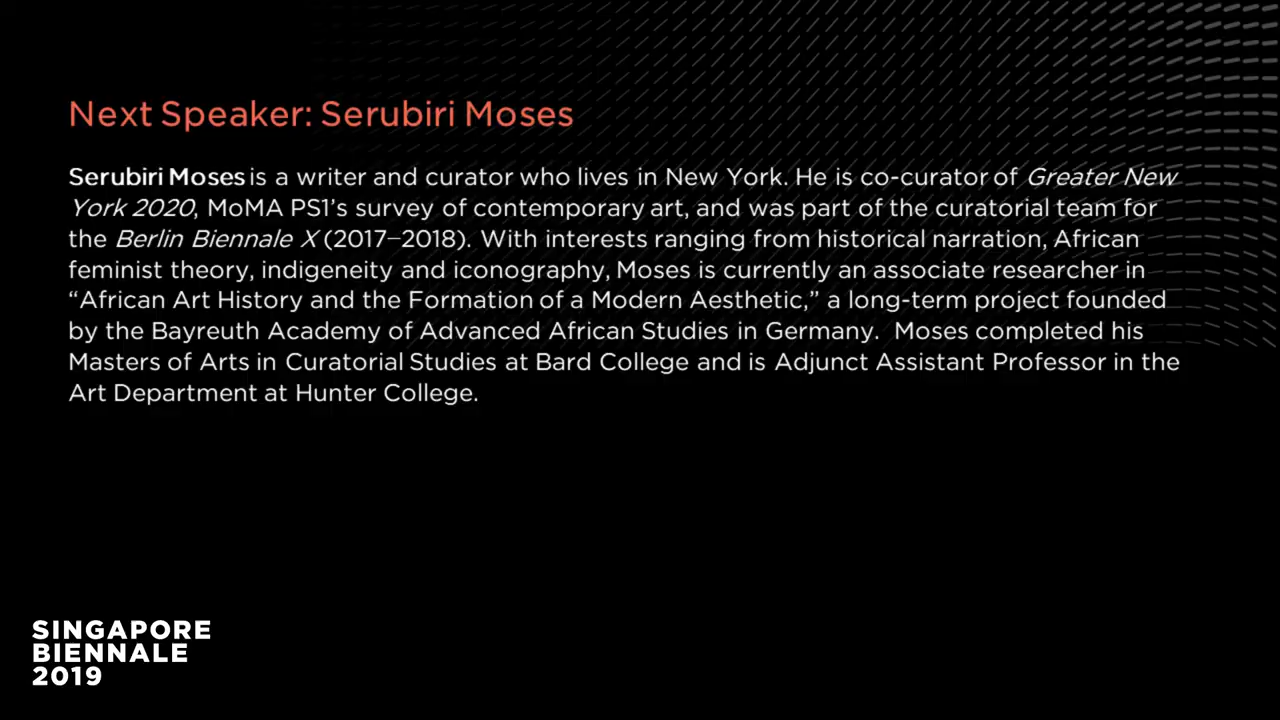 Next Speaker: Serubiri Moses
Serubiri Moses is a writer and curator who lives in New York. He is co-curator of Greater New
York 2020, MoMA PS1’s survey of contemporary art, and was part of the curatorial team for
the Berlin Biennale X (2017–2018). With interests ranging from historical narration, African
feminist theory, indigeneity and iconography, Moses is currently an associate researcher in
“African Art History and the Formation of a Modern Aesthetic,” a long-term project founded
by the Bayreuth Academy of Advanced African Studies in Germany.  Moses completed his
Masters of Arts in Curatorial Studies at Bard College and is Adjunct Assistant Professor in the
Art Department at Hunter College.
SINGAPORE
BIENNALE
2019